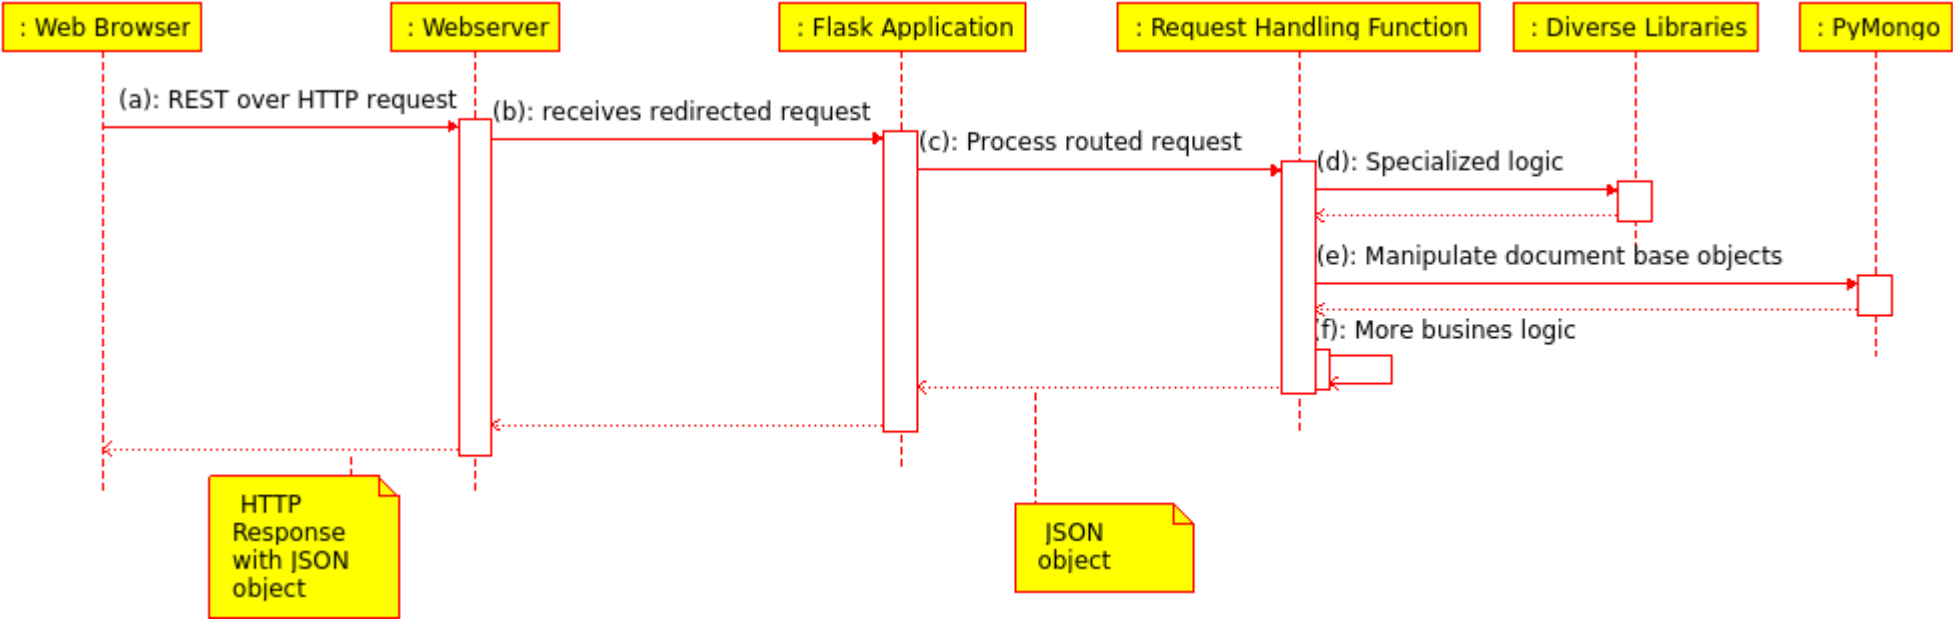 : Web Browser
: Webserver
: Flask Application
: Request Handling Function
: Diverse Libraries
: PyMongo
(a): REST over HTTP request
(b): receives redirected request
(c): Process routed request
(d): Specialized logic
(e): Manipulate document base objects
(f): More busines logic
HTTP
Response
with JSON
object
JSON
object